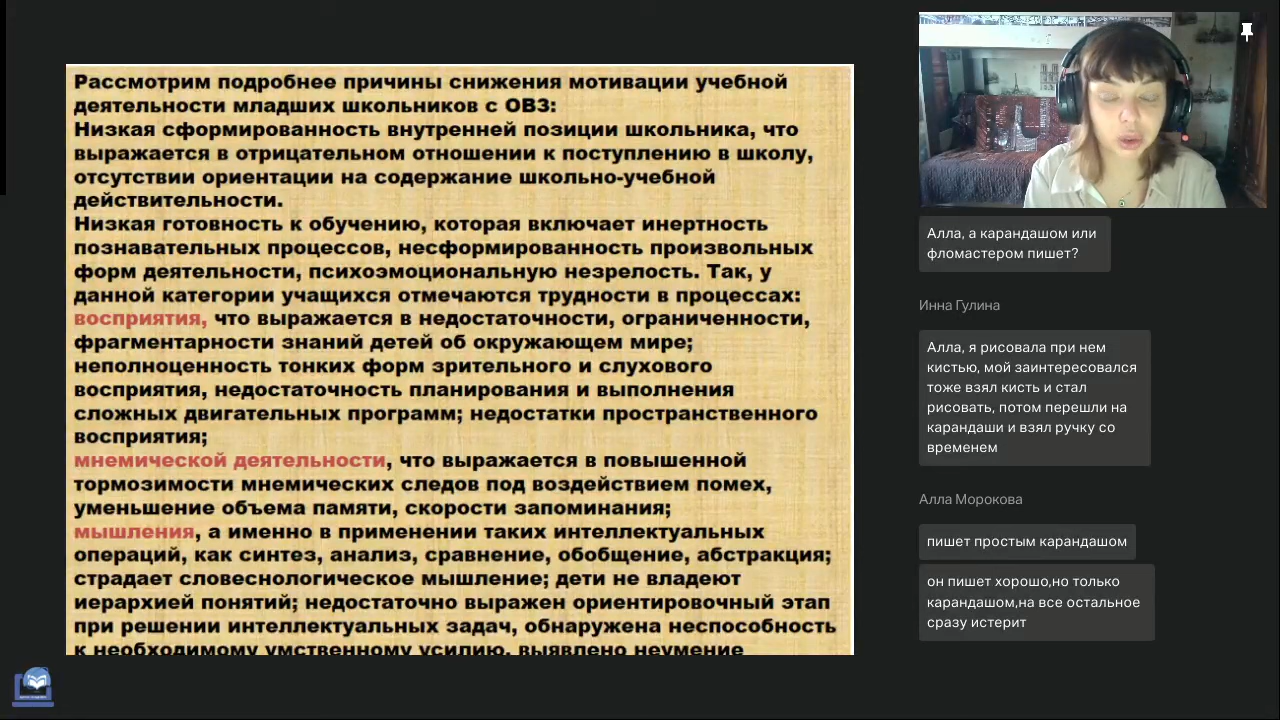 Рассмотрим подробнее причины снижения мотивации учебной
деятельности младших школьников с ОВЗ:
Низкая сформированность внутренней позиции школьника, что
выражается в отрицательном отношении к поступлению в школу,
отсутствии ориентации на содержание школьно-учебной
действительности.
Низкая готовность к обучению, которая включает инертность
познавательных процессов, несформированность произвольных
форм деятельности, психоэмоциональную незрелость. Так, у
данной категории учащихся отмечаются трудности в процессах:
восприятия, что выражается в недостаточности, ограниченности,
фрагментарности знаний детей об окружающем мире;
неполноценность тонких форм зрительного и слухового
восприятия, недостаточность планирования и выполнения
сложных двигательных программ; недостатки пространственного
восприятия;
мнемической деятельности, что выражается в повышенной
тормозимости мнемических следов под воздействием помех,
уменьшение объема памяти, скорости запоминания;
мышления, а именно в применении таких интеллектуальных
операций, как синтез, анализ, сравнение, обобщение, абстракция;
страдает словеснологическое мышление; дети не владеют
иерархией понятий; недостаточно выражен ориентировочный этап
при решении интеллектуальных задач, обнаружена неспособность
к необходимому умственному усилию, выявлено неумение
Алла, а карандашом или
фломастером пишет?
Инна Гулина
Алла, я рисовала при нем
кистью, мой заинтересовался
тоже взял кисть и стал
рисовать, потом перешли на
карандаши и взял ручку со
временем
Алла Морокова
пишет простым карандашом
он пишет хорошо,но только
карандашом,на все остальное
сразу истерит